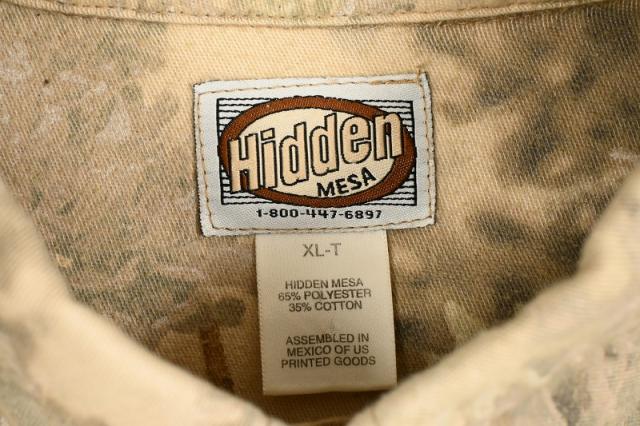 Hidden
MESA
1-800-447-6897
XL-T
HIDDEN MESA
65% POLYESTER
35% COTTON
ASSEMBLED IN
MEXICO OF US
PRINTED GOODS